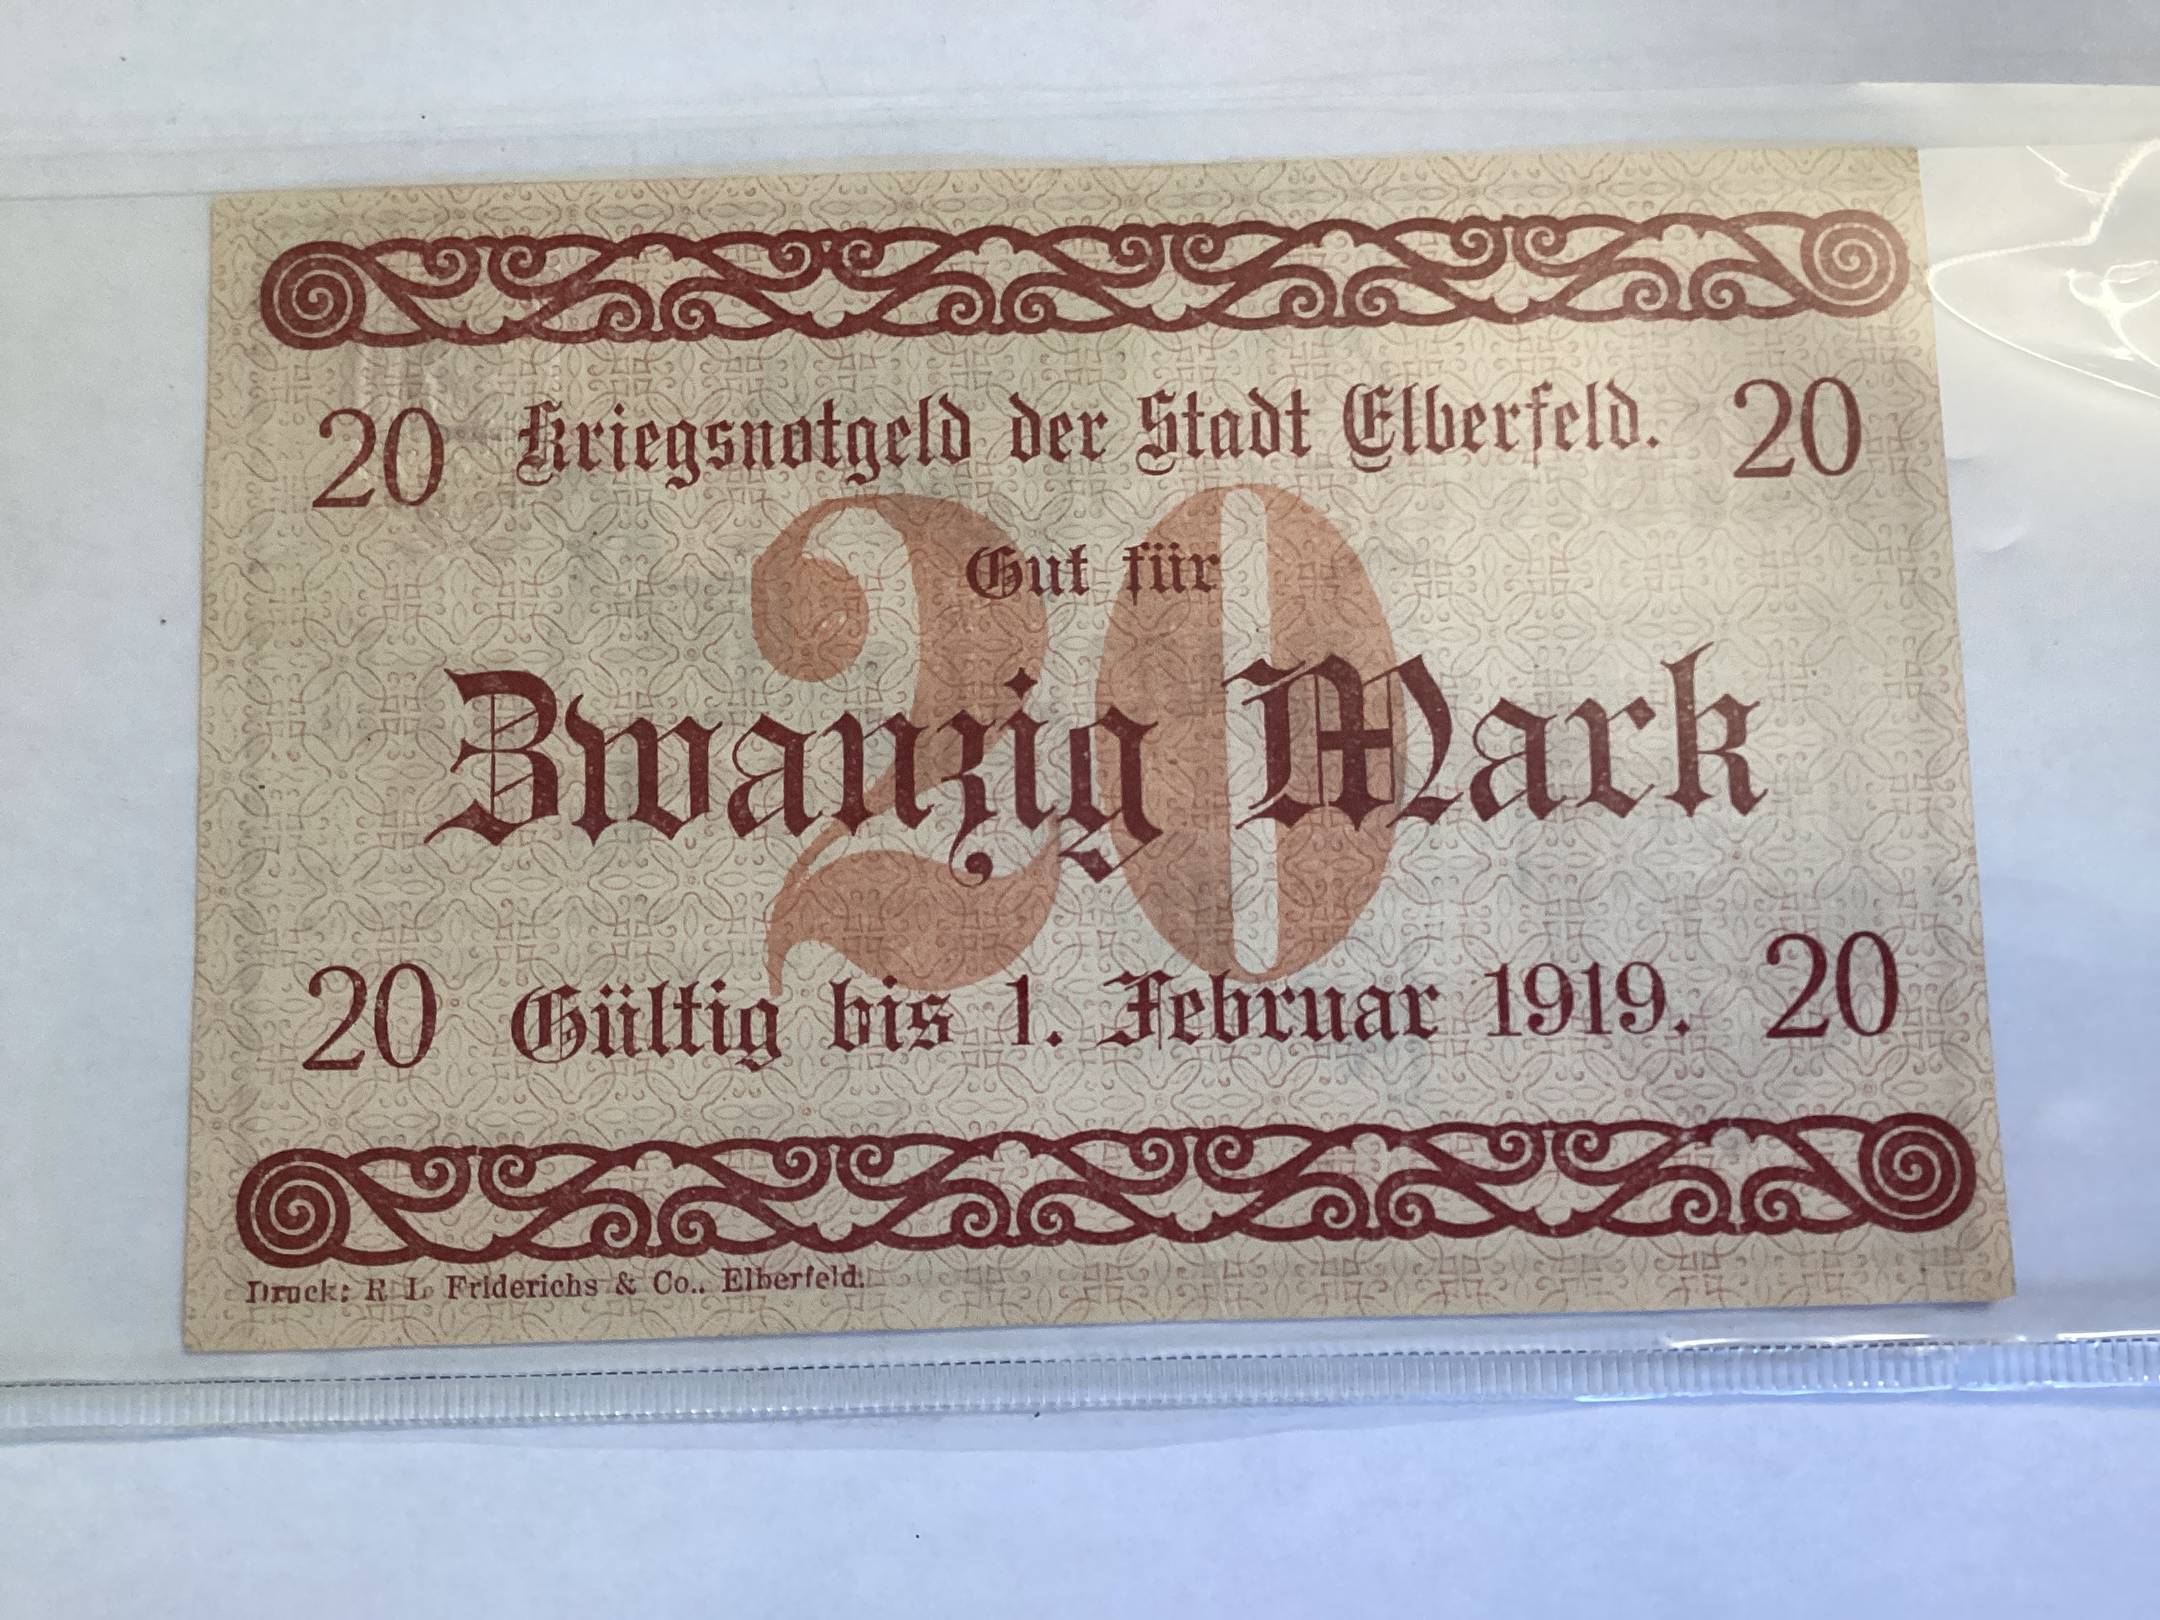 20 Kriegsnotgeld der Stadt Elberfeld. 20
20
Gut für
Zwanzig Mark
20 Gültig bis 1. Februar 1919. 20
Druck: R L. Friderichs & Co., Elberfeld.